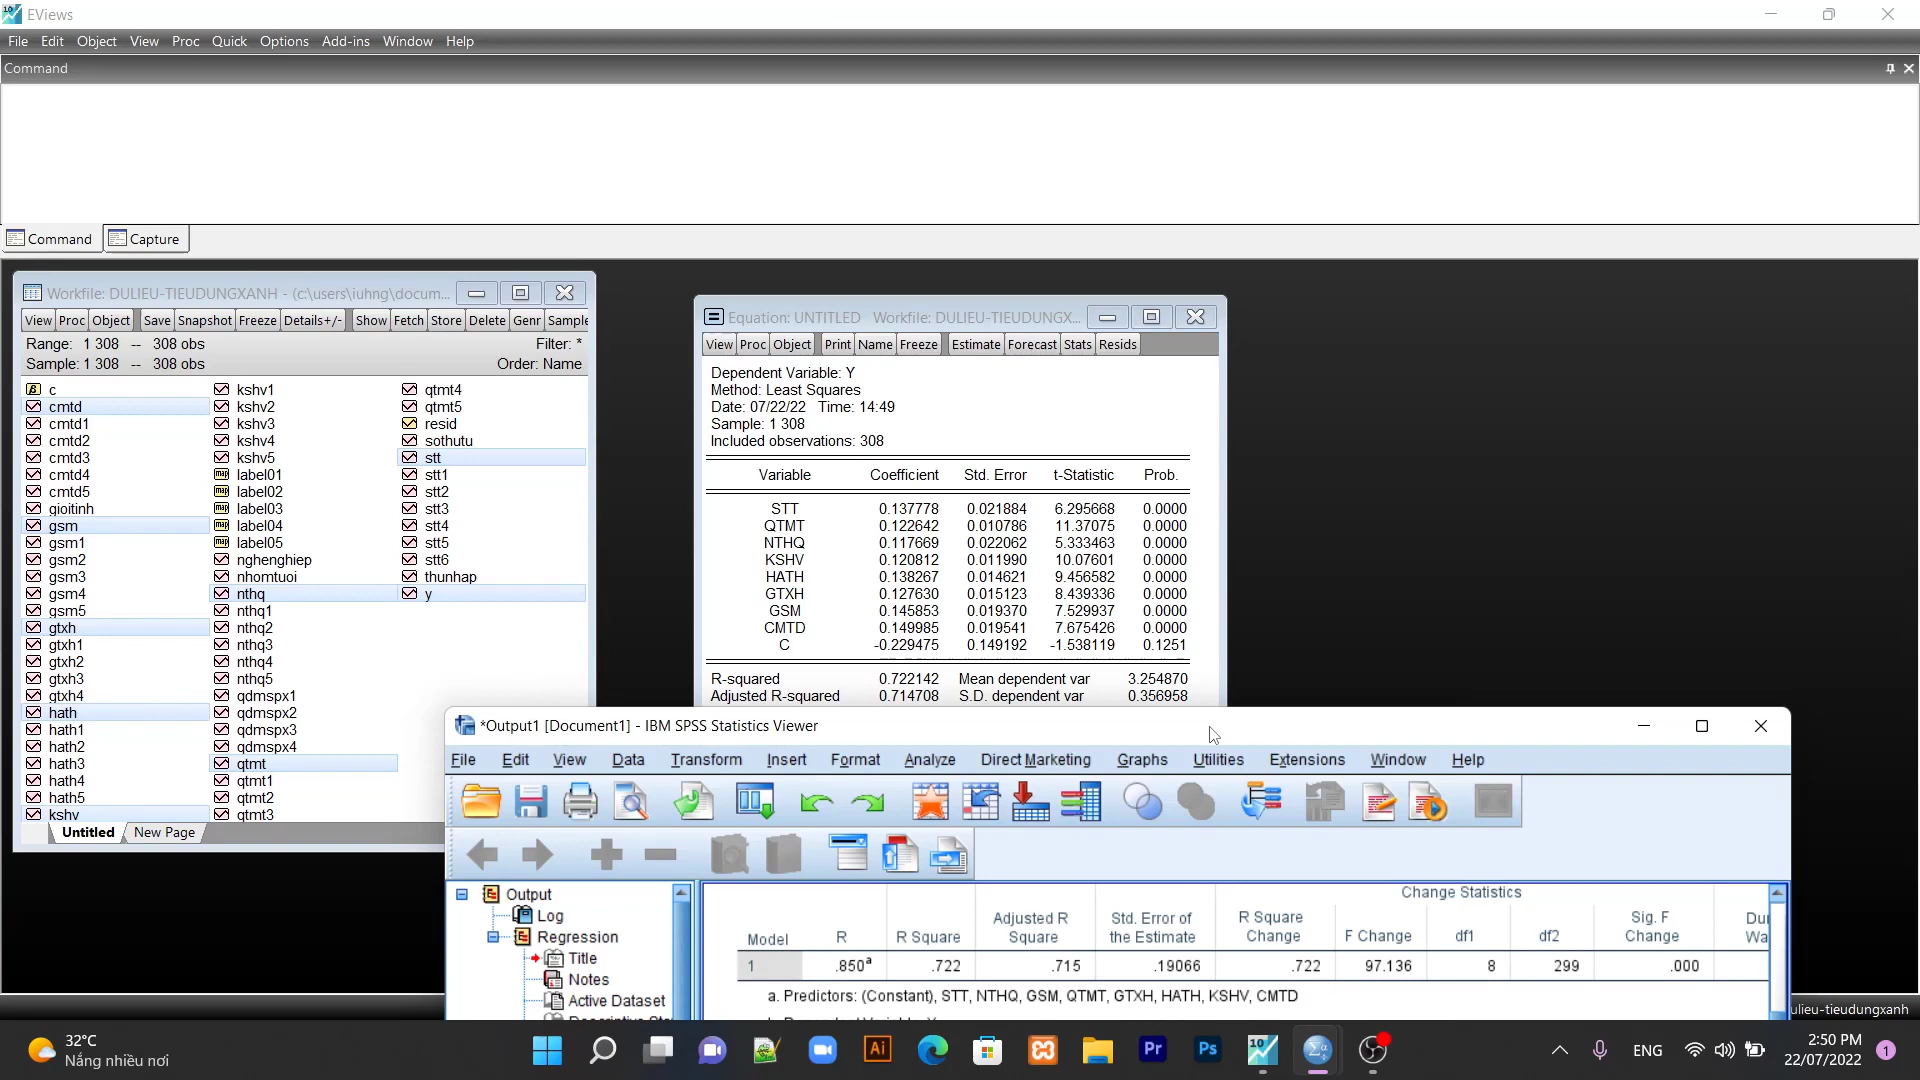 EViews
File Edit Object View Proc Quick Options Add-ins Window Help
Command
Command Capture
Workfile: DULIEU-TIEUDUNGXANH - (c:\users\iuhng\docum...
View Proc Object Save Snapshot Freeze Details+/- Show Fetch Store Delete Genr Sample
Range: 1 308 -- 308 obs Filter: *
Sample: 1 308 -- 308 obs Order: Name
c
cmtd
cmtd1
cmtd2
cmtd3
cmtd4
cmtd5
gioitinh
gsm
gsm1
gsm2
gsm3
gsm4
gsm5
gtxh
gtxh1
gtxh2
gtxh3
gtxh4
hath
hath1
hath2
hath3
hath4
hath5
kshv
kshv1
kshv2
kshv3
kshv4
kshv5
label01
label02
label03
label04
label05
nghenghiep
nhomtuoi
nthq
nthq1
nthq2
nthq3
nthq4
nthq5
qdmspx1
qdmspx2
qdmspx3
qdmspx4
qtmt
qtmt1
qtmt2
qtmt3
qtmt4
qtmt5
resid
sothutu
stt
stt1
stt2
stt3
stt4
stt5
stt6
thunhap
y
Untitled New Page
Equation: UNTITLED Workfile: DULIEU-TIEUDUNGX...
View Proc Object Print Name Freeze Estimate Forecast Stats Resids
Dependent Variable: Y
Method: Least Squares
Date: 07/22/22 Time: 14:49
Sample: 1 308
Included observations: 308
Variable Coefficient Std. Error t-Statistic Prob.
STT 0.137778 0.021884 6.295668 0.0000
QTMT 0.122642 0.010786 11.37075 0.0000
NTHQ 0.117669 0.022062 5.333463 0.0000
KSHV 0.120812 0.011990 10.07601 0.0000
HATH 0.138267 0.014621 9.456582 0.0000
GTXH 0.127630 0.015123 8.439336 0.0000
GSM 0.145853 0.019370 7.529937 0.0000
CMTD 0.149985 0.019541 7.675426 0.0000
C -0.229475 0.149192 -1.538119 0.1251
R-squared 0.722142 Mean dependent var 3.254870
Adjusted R-squared 0.714708 S.D. dependent var 0.356958
*Output1 [Document1] - IBM SPSS Statistics Viewer
File Edit View Data Transform Insert Format Analyze Direct Marketing Graphs Utilities Extensions Window Help
Output
Log
Regression
Title
Notes
Active Dataset
Change Statistics
Model R R Square Adjusted R Square Std. Error of the Estimate R Square Change F Change df1 df2 Sig. F Change
1 .850a .722 .715 .19066 .722 97.136 8 299 .000
a. Predictors: (Constant), STT, NTHQ, GSM, QTMT, GTXH, HATH, KSHV, CMTD
ulieu-tieudungxanh
32°C
Nắng nhiều nơi
Ai
Pr
Ps
10
ENG
2:50 PM
22/07/2022
1